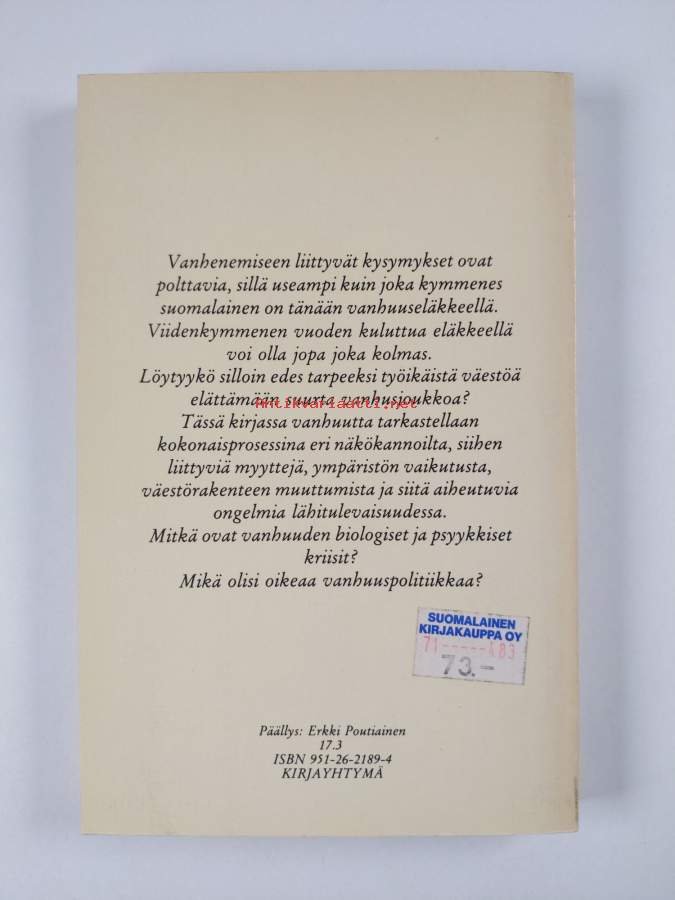 Vanhenemiseen liittyvät kysymykset ovat
polttavia, sillä useampi kuin joka kymmenes
suomalainen on tänään vanhuuseläkkeellä.
Viidenkymmenen vuoden kuluttua eläkkeellä
voi olla jopa joka kolmas.
Löytyykö silloin edes tarpeeksi työikäistä väestöä
elättämään suurta vanhusjoukkoa?
Antikvariaatti.net
Tässä kirjassa vanhuutta tarkastellaan
kokonaisprosessina eri näkökannoilta, siihen
liittyviä myyttejä, ympäristön vaikutusta,
väestörakenteen muuttumista ja siitä aiheutuvia
ongelmia lähitulevaisuudessa.
Mitkä ovat vanhuuden biologiset ja psyykkiset
kriisit?
Mikä olisi oikeaa vanhuuspolitiikkaa?
SUOMALAINEN
KIRJAKAUPPA OY
71-----483
73.-
Päällys: Erkki Poutiainen
17.3
ISBN 951-26-2189-4
KIRJAYHTYMÄ